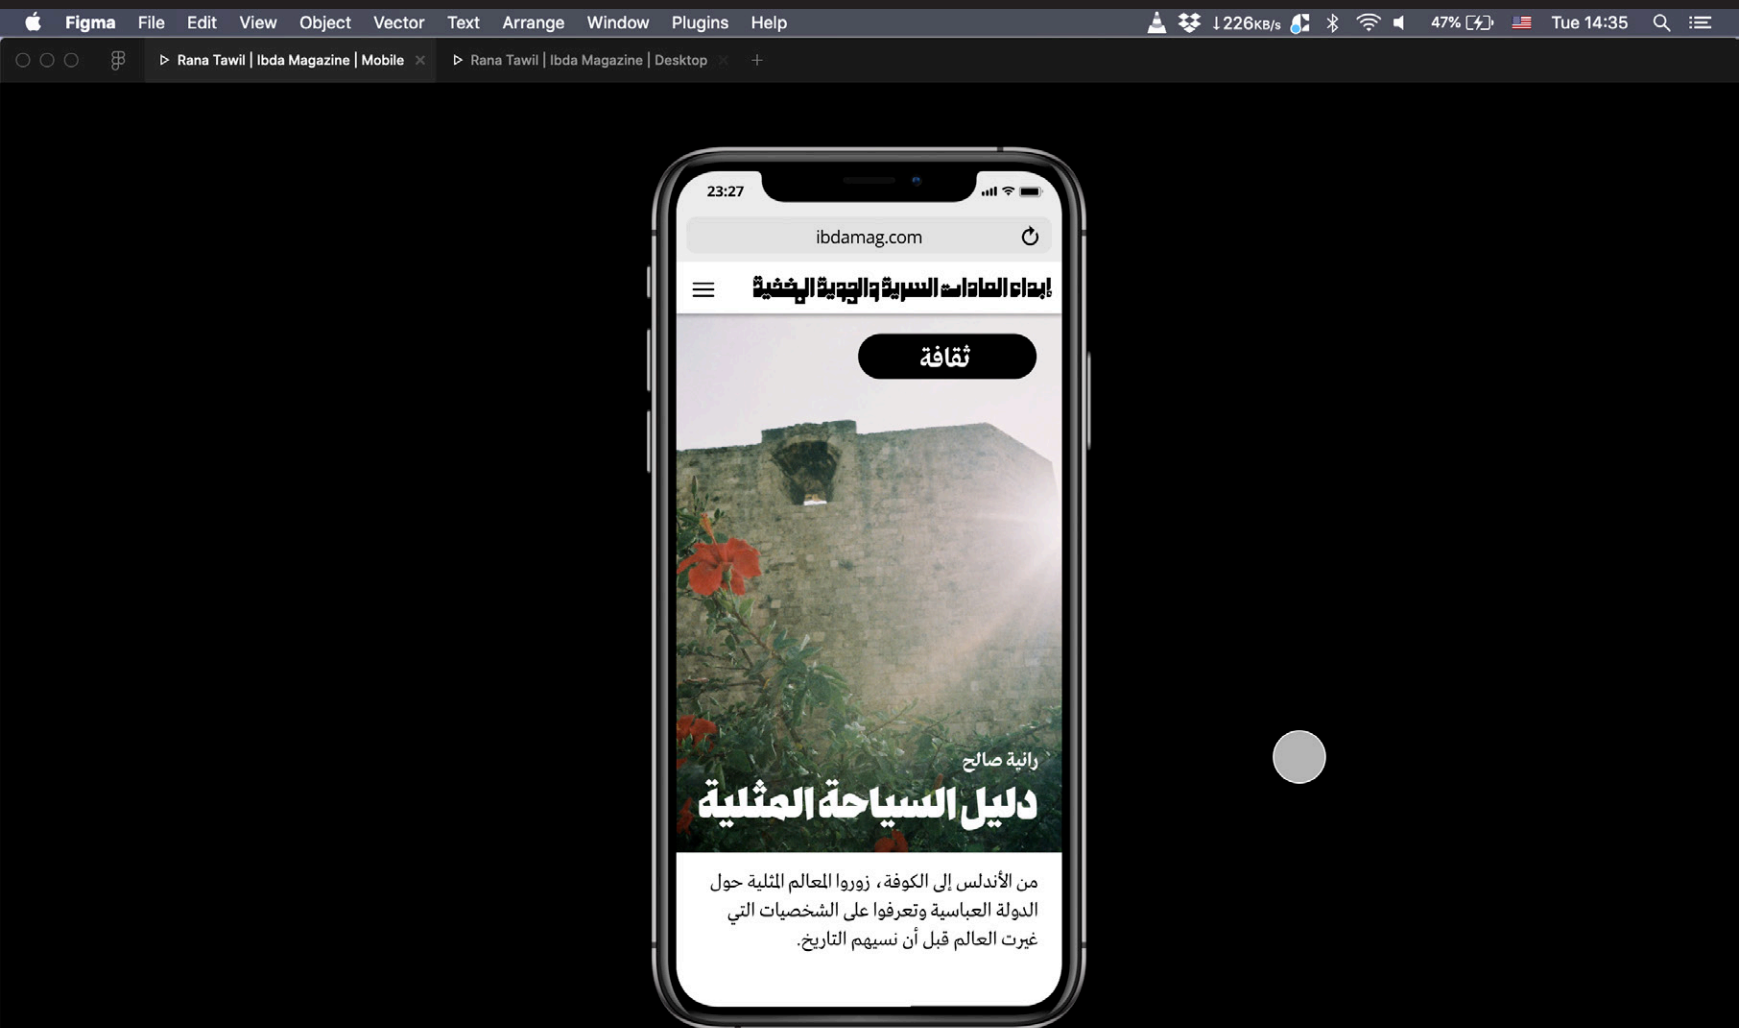 Figma File Edit View Object Vector Text Arrange Window Plugins Help
↓226KB/s 47% Tue 14:35
Rana Tawil | Ibda Magazine | Mobile
Rana Tawil | Ibda Magazine | Desktop
23:27
ibdamag.com
إبداء العادات السرية والجدية الخفية
ثقافة
رانية صالح
دليل السياحة المثلية
من الأندلس إلى الكوفة، زوروا المعالم المثلية حول
الدولة العباسية وتعرفوا على الشخصيات التي
غيرت العالم قبل أن نسيهم التاريخ.